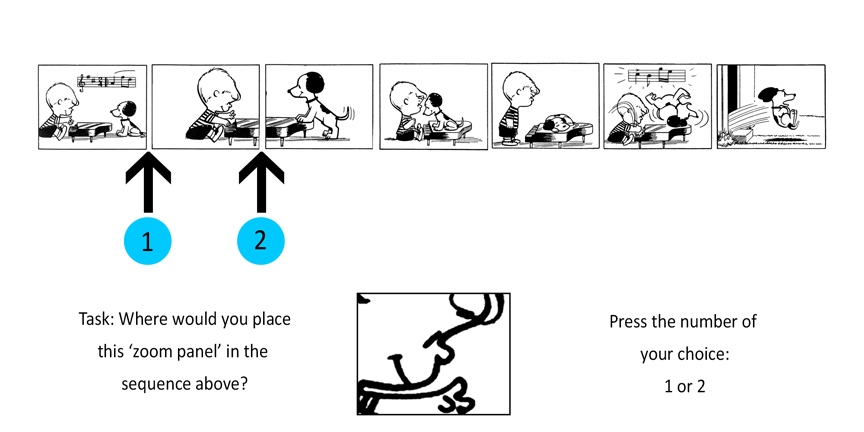 1
2
Task: Where would you place
this ‘zoom panel’ in the
sequence above?
Press the number of
your choice:
1 or 2